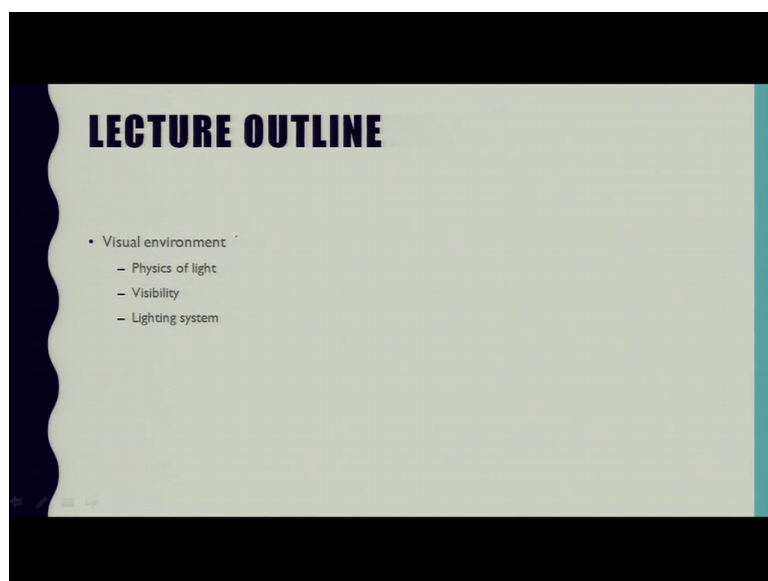 LECTURE OUTLINE
• Visual environment
– Physics of light
– Visibility
– Lighting system